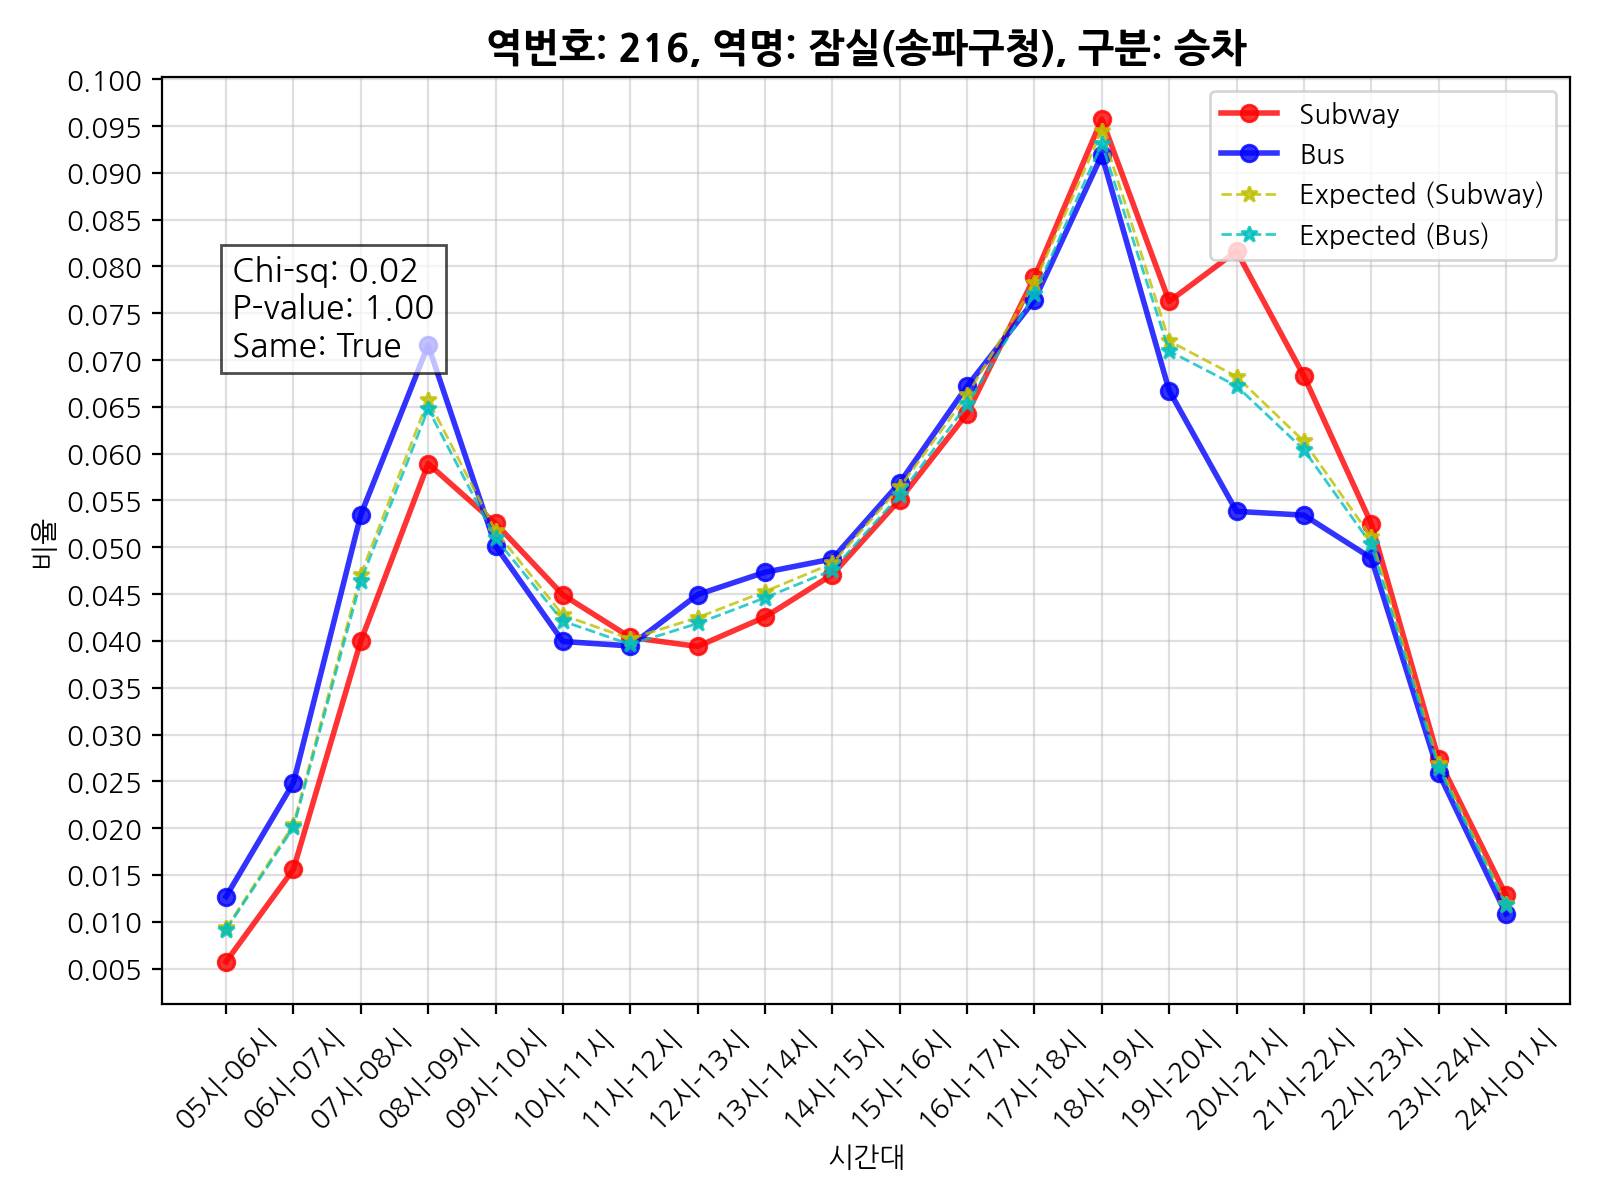 역번호: 216, 역명: 잠실(송파구청), 구분: 승차
0.100
0.095
0.090
0.085
0.080
0.075
0.070
0.065
0.060
0.055
0.050
0.045
0.040
0.035
0.030
0.025
0.020
0.015
0.010
0.005
비율
Chi-sq: 0.02
P-value: 1.00
Same: True
Subway
Bus
Expected (Subway)
Expected (Bus)
05시-06시
06시-07시
07시-08시
08시-09시
09시-10시
10시-11시
11시-12시
12시-13시
13시-14시
14시-15시
15시-16시
16시-17시
17시-18시
18시-19시
19시-20시
20시-21시
21시-22시
22시-23시
23시-24시
24시-01시
시간대